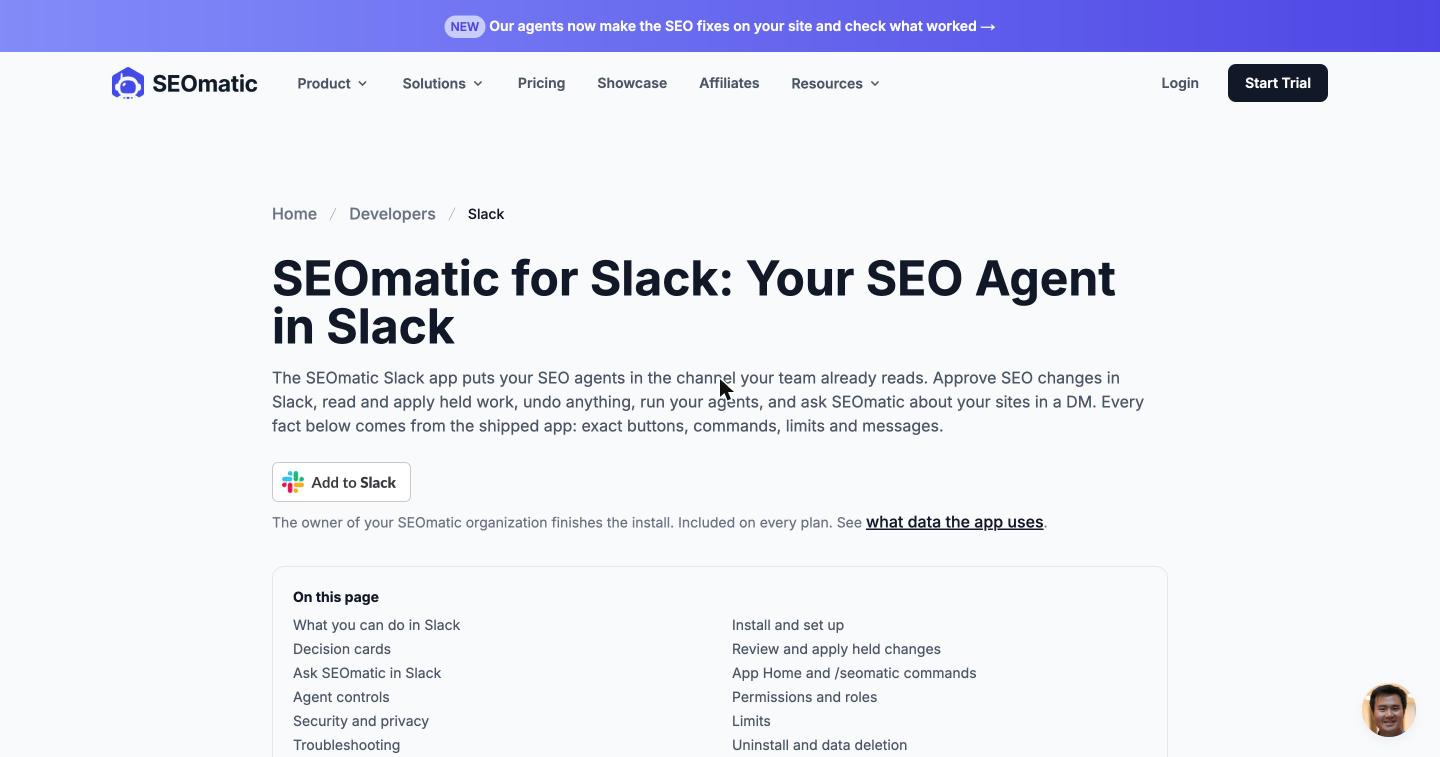 NEW Our agents now make the SEO fixes on your site and check what worked →
SEOmatic
Product
Solutions
Pricing
Showcase
Affiliates
Resources
Login
Start Trial
Home / Developers / Slack
SEOmatic for Slack: Your SEO Agent
in Slack
The SEOmatic Slack app puts your SEO agents in the channel your team already reads. Approve SEO changes in
Slack, read and apply held work, undo anything, run your agents, and ask SEOmatic about your sites in a DM. Every
fact below comes from the shipped app: exact buttons, commands, limits and messages.
Add to Slack
The owner of your SEOmatic organization finishes the install. Included on every plan. See what data the app uses.
On this page
What you can do in Slack
Install and set up
Decision cards
Review and apply held changes
Ask SEOmatic in Slack
App Home and /seomatic commands
Agent controls
Permissions and roles
Security and privacy
Limits
Troubleshooting
Uninstall and data deletion